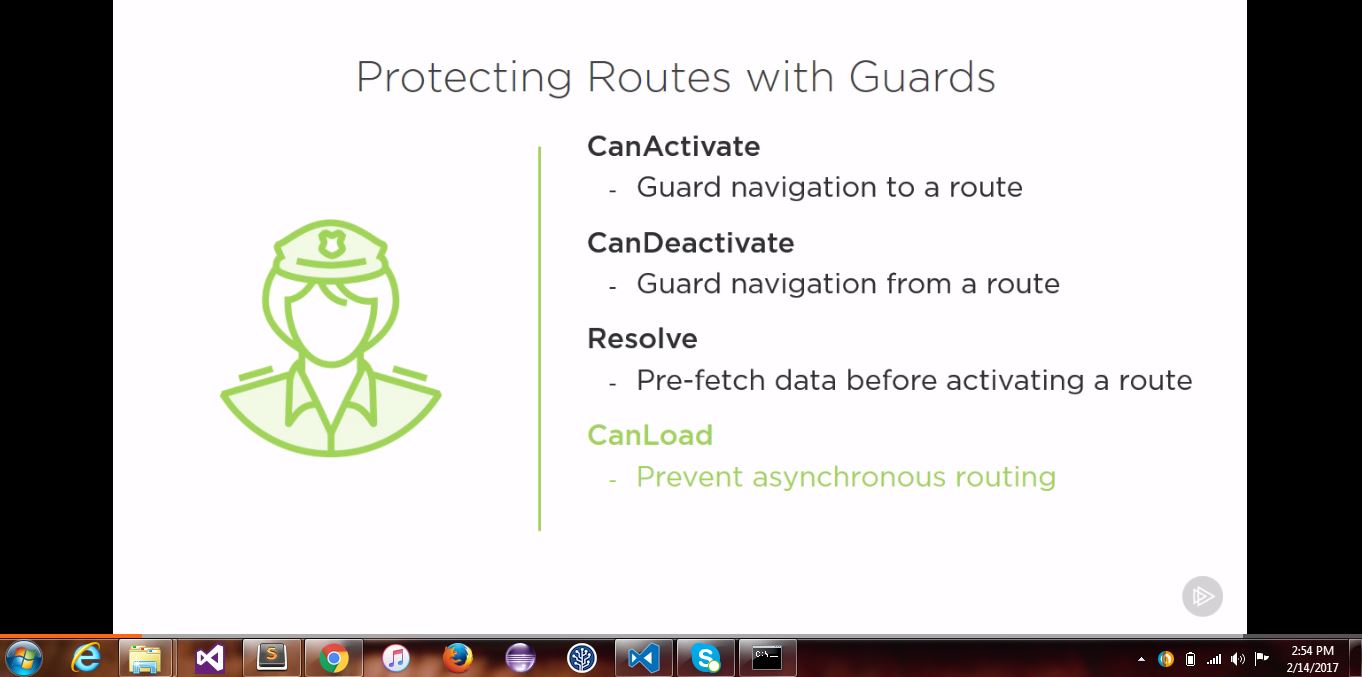 Protecting Routes with Guards
CanActivate
- Guard navigation to a route
CanDeactivate
- Guard navigation from a route
Resolve
- Pre-fetch data before activating a route
CanLoad
- Prevent asynchronous routing
S
C:\_
S
2:54 PM
2/14/2017